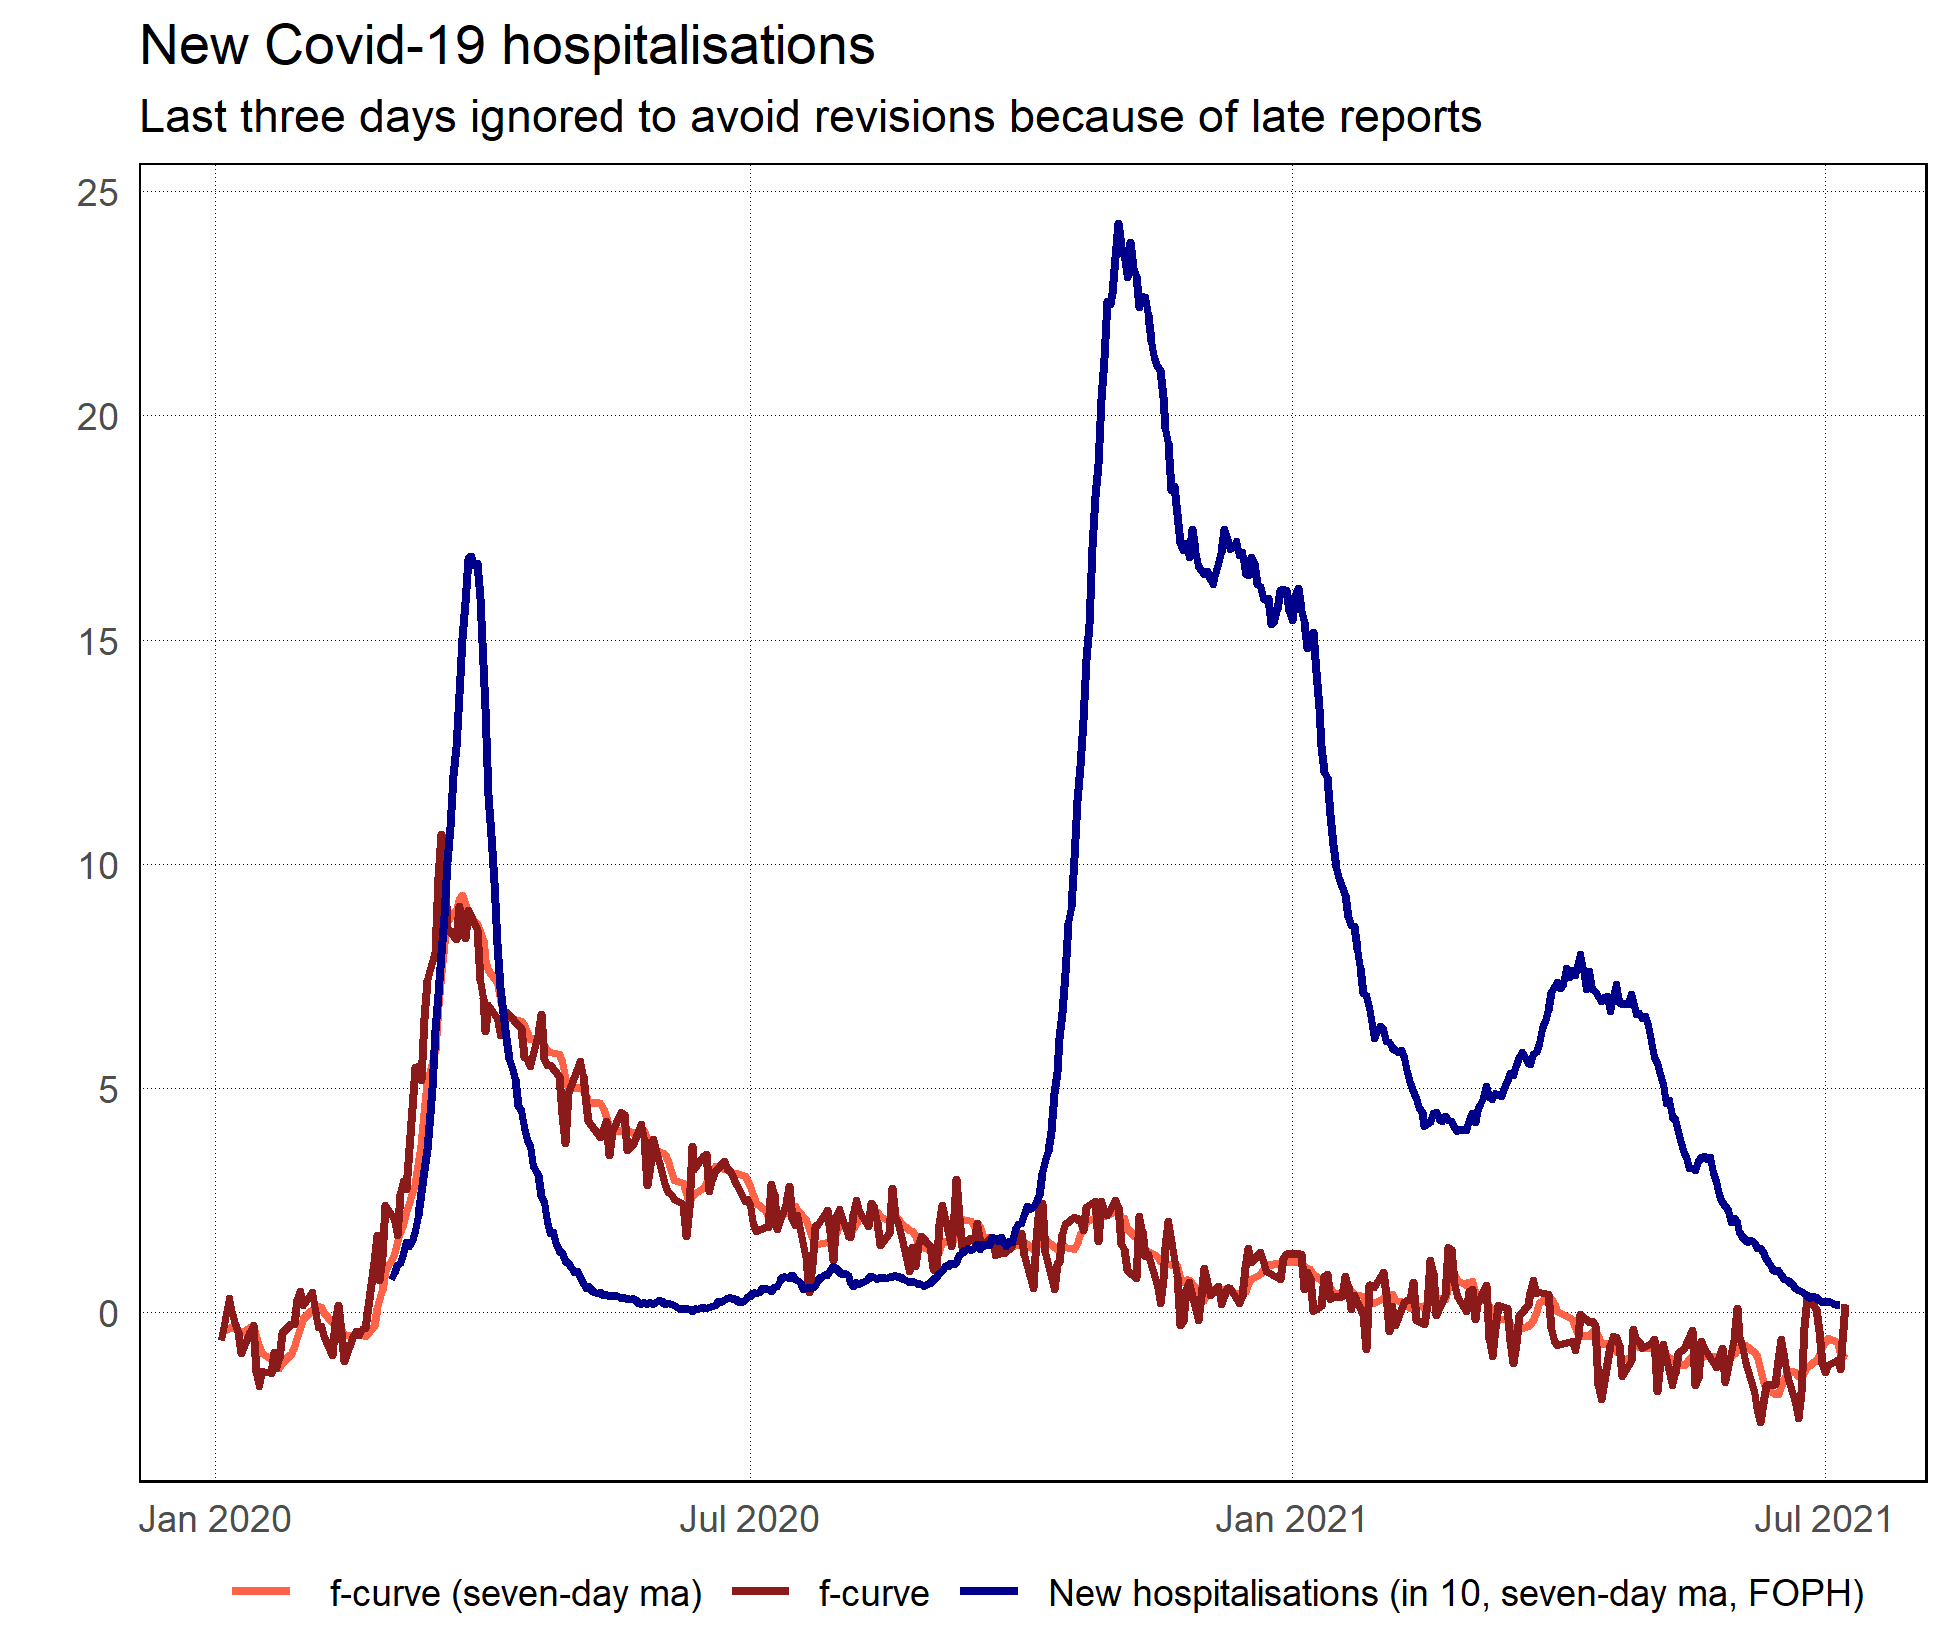 New Covid-19 hospitalisations
Last three days ignored to avoid revisions because of late reports
25
20
15
10
5
0
Jan 2020 Jul 2020 Jan 2021 Jul 2021
f-curve (seven-day ma) f-curve New hospitalisations (in 10, seven-day ma, FOPH)